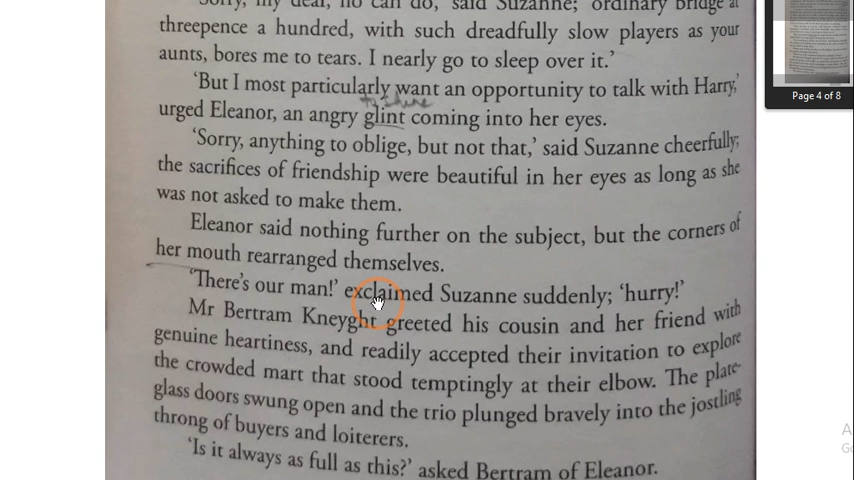 'Sorry, my dear, no can do,' said Suzanne; 'ordinary bridge at
threepence a hundred, with such dreadfully slow players as your
aunts, bores me to tears. I nearly go to sleep over it.'
'But I most particularly want an opportunity to talk with Harry,'
to shine
urged Eleanor, an angry glint coming into her eyes.
'Sorry, anything to oblige, but not that,' said Suzanne cheerfully;
the sacrifices of friendship were beautiful in her eyes as long as she
was not asked to make them.
Eleanor said nothing further on the subject, but the corners of
her mouth rearranged themselves.
'There's our man!' exclaimed Suzanne suddenly; 'hurry!'
Mr Bertram Kneyght greeted his cousin and her friend with
genuine heartiness, and readily accepted their invitation to explore
the crowded mart that stood temptingly at their elbow. The plate-
glass doors swung open and the trio plunged bravely into the jostling
throng of buyers and loiterers.
'Is it always as full as this?' asked Bertram of Eleanor.
Page 4 of 8